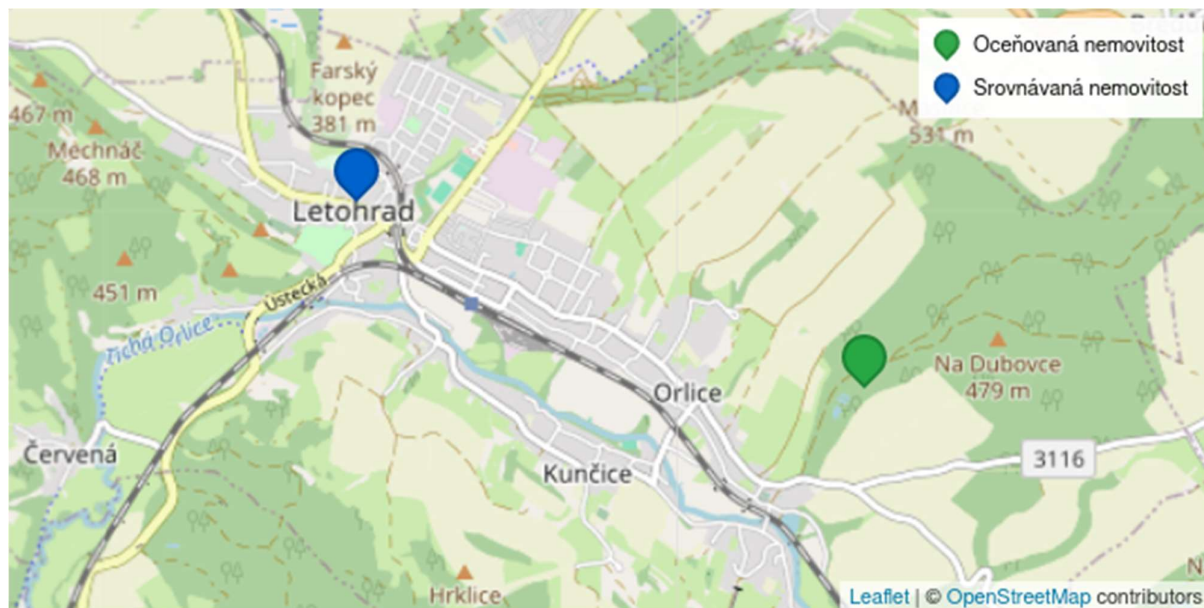 Oceňovaná nemovitost
Srovnávaná nemovitost
Farský
kopec
381 m
467 m
Mechnáč
468 m
531 m
Letohrad
451 m
Ústecká
Tichá Orlice
Na Dubovce
479 m
Orlice
Červená
Kunčice
3116
Hrklice
Leaflet | © OpenStreetMap contributors